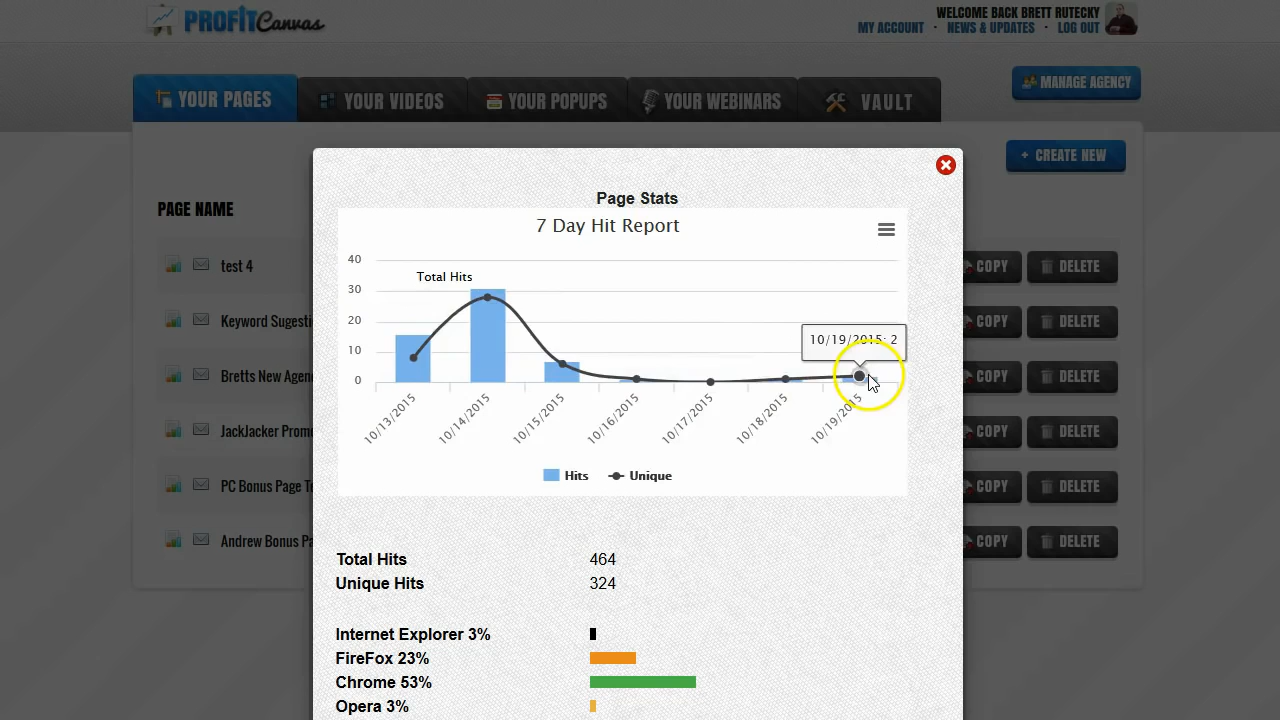 PROFIT Canvas
WELCOME BACK BRETT RUTECKY
MY ACCOUNT · NEWS & UPDATES · LOG OUT
YOUR PAGES
YOUR VIDEOS
YOUR POPUPS
YOUR WEBINARS
VAULT
MANAGE AGENCY
+ CREATE NEW
PAGE NAME
Page Stats
7 Day Hit Report
40
Total Hits
30
20
10
0
10/19/2015: 2
10/13/2015
10/14/2015
10/15/2015
10/16/2015
10/17/2015
10/18/2015
10/19/2015
Hits
Unique
test 4
COPY
DELETE
Keyword Sugesti
COPY
DELETE
Bretts New Agen
COPY
DELETE
JackJacker Promo
COPY
DELETE
PC Bonus Page Te
COPY
DELETE
Andrew Bonus Pa
COPY
DELETE
Total Hits 464
Unique Hits 324
Internet Explorer 3%
FireFox 23%
Chrome 53%
Opera 3%